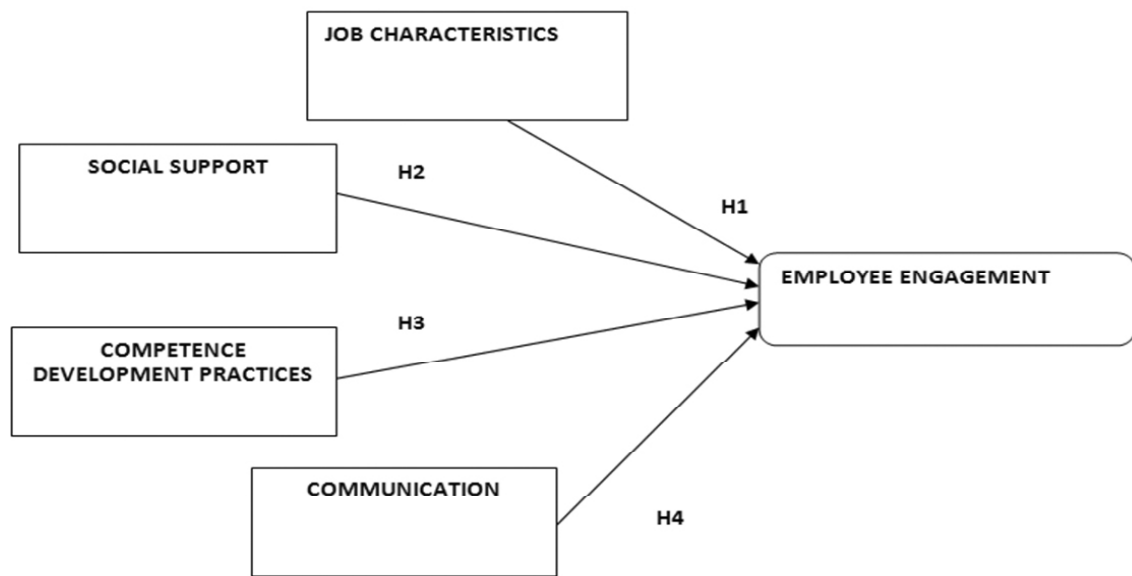 JOB CHARACTERISTICS
SOCIAL SUPPORT
H2
H1
EMPLOYEE ENGAGEMENT
H3
COMPETENCE
DEVELOPMENT PRACTICES
COMMUNICATION
H4